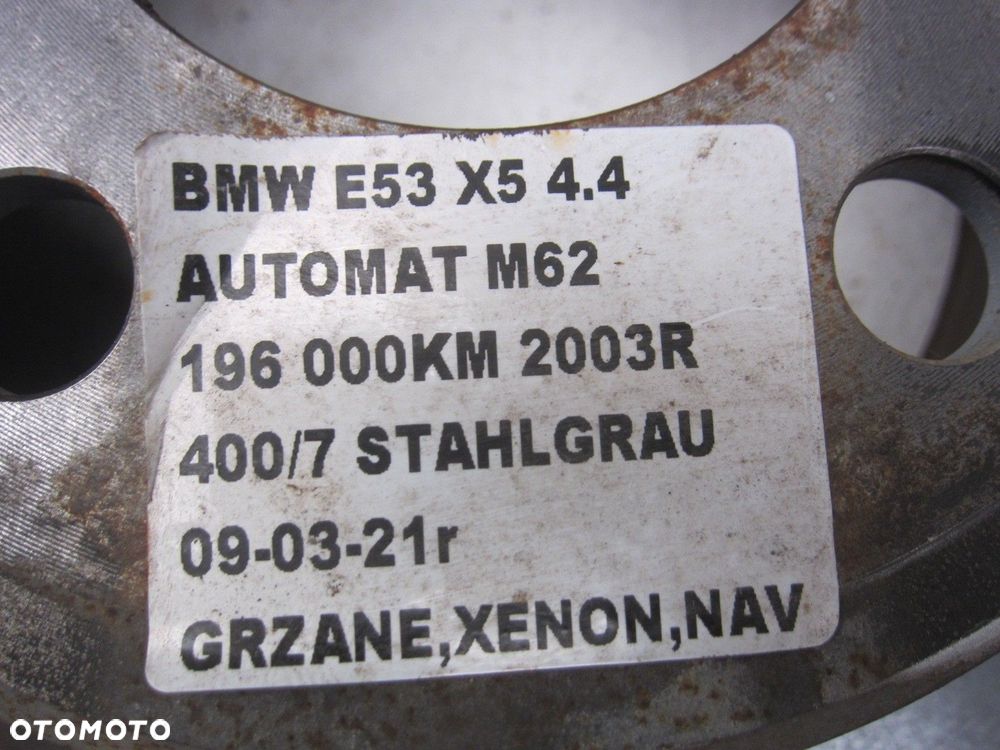 BMW E53 X5 4.4
AUTOMAT M62
196 000KM 2003R
400/7 STAHLGRAU
09-03-21r
GRZANE,XENON,NAV
OTOMOTO